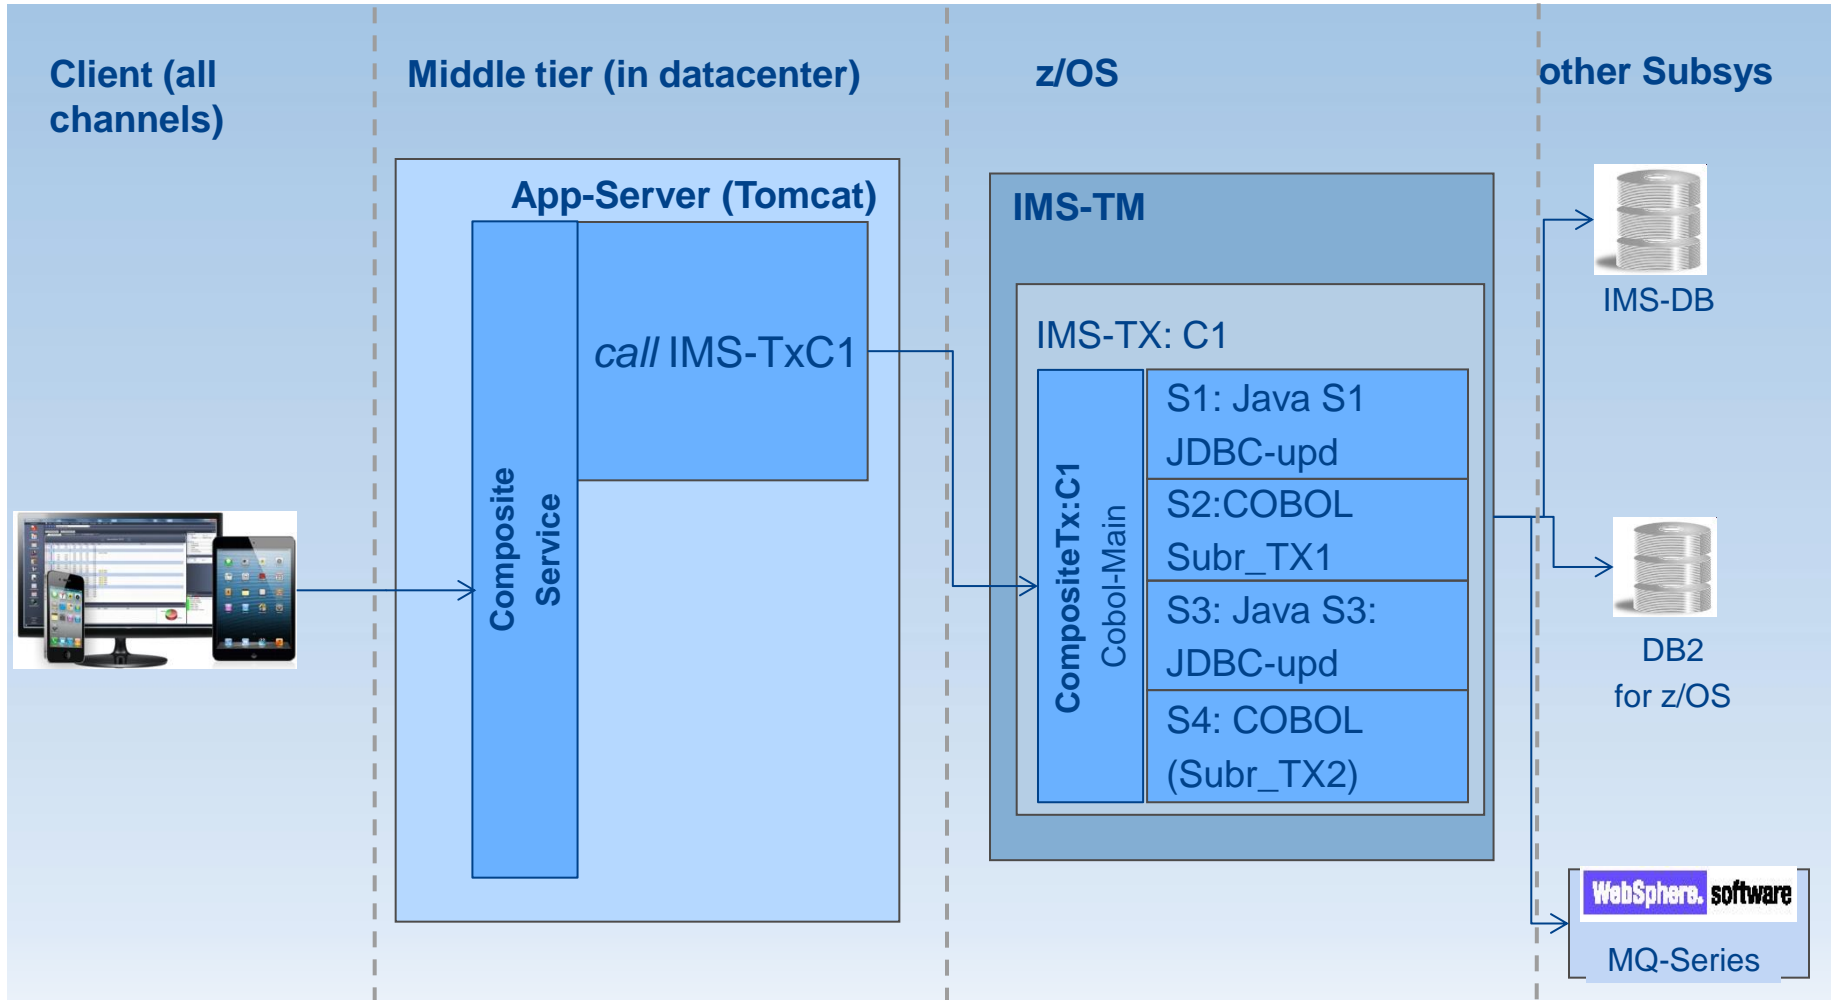 Client (all
channels)
Middle tier (in datacenter)
z/OS
other Subsys
App-Server (Tomcat)
Composite
Service
call IMS-TxC1
IMS-TM
IMS-TX: C1
CompositeTx:C1
Cobol-Main
S1: Java S1
JDBC-upd
S2:COBOL
Subr_TX1
S3: Java S3:
JDBC-upd
S4: COBOL
(Subr_TX2)
IMS-DB
DB2
for z/OS
WebSphere. software
MQ-Series